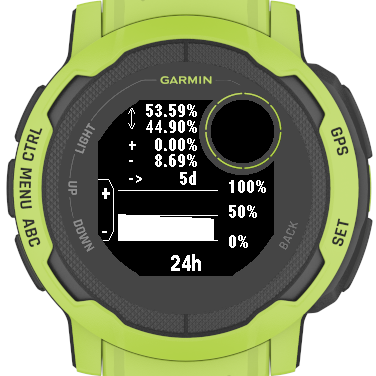 GARMIN
CTRL
LIGHT
GPS
53.59%
44.90%
+ 0.00%
- 8.69%
-> 5d
MENU
UP
+
100%
50%
ABC
DOWN
-
0%
BACK
SET
24h